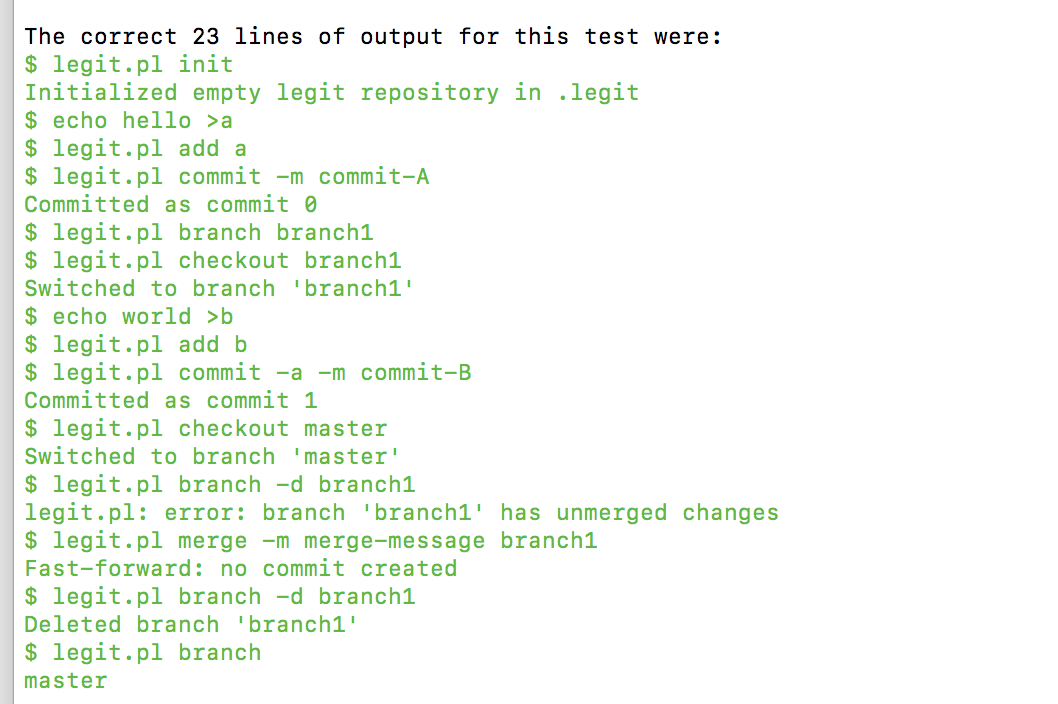 The correct 23 lines of output for this test were:
$ legit.pl init
Initialized empty legit repository in .legit
$ echo hello >a
$ legit.pl add a
$ legit.pl commit -m commit-A
Committed as commit 0
$ legit.pl branch branch1
$ legit.pl checkout branch1
Switched to branch 'branch1'
$ echo world >b
$ legit.pl add b
$ legit.pl commit -a -m commit-B
Committed as commit 1
$ legit.pl checkout master
Switched to branch 'master'
$ legit.pl branch -d branch1
legit.pl: error: branch 'branch1' has unmerged changes
$ legit.pl merge -m merge-message branch1
Fast-forward: no commit created
$ legit.pl branch -d branch1
Deleted branch 'branch1'
$ legit.pl branch
master